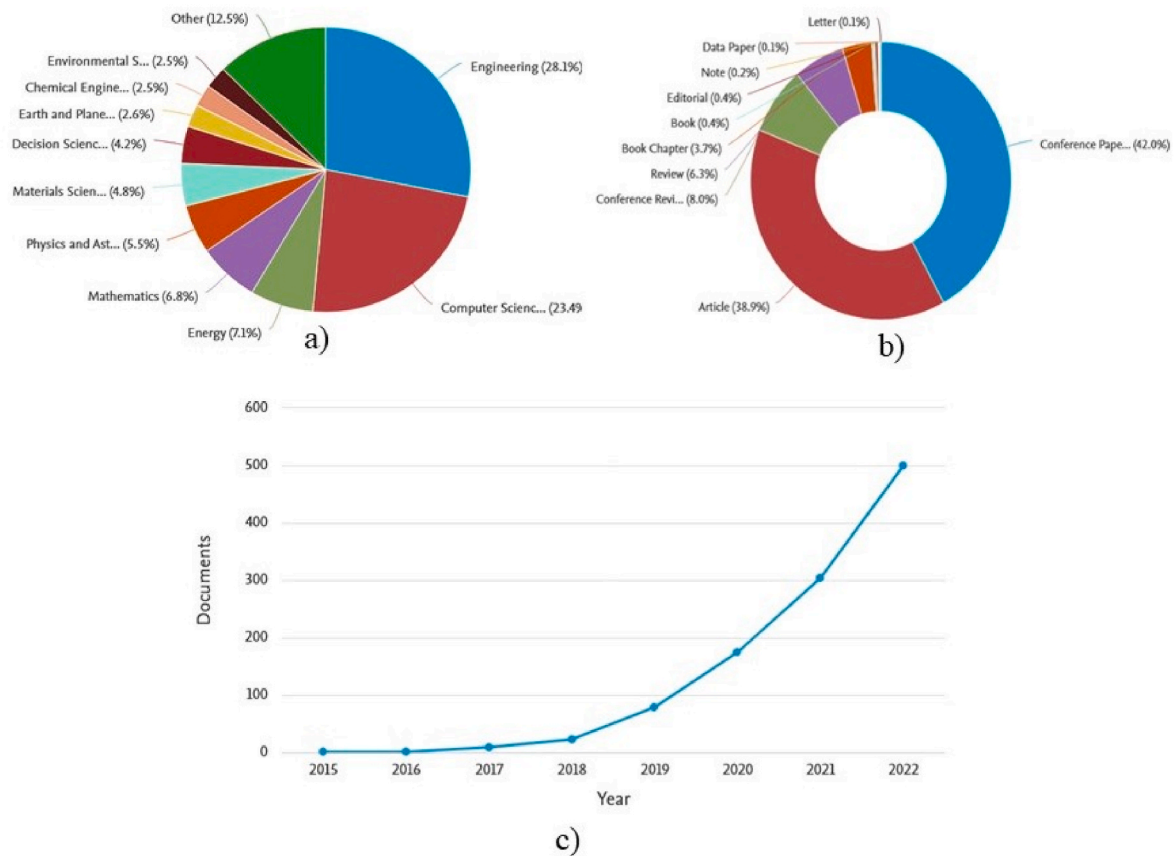 Other (12.5%)
Environmental S... (2.5%)
Chemical Engine... (2.5%)
Earth and Plane... (2.6%)
Decision Scienc... (4.2%)
Materials Scien... (4.8%)
Physics and Ast... (5.5%)
Mathematics (6.8%)
Energy (7.1%)
Engineering (28.1%)
Computer Scienc... (23.4%
a)
Letter (0.1%)
Data Paper (0.1%)
Note (0.2%)
Editorial (0.4%)
Book (0.4%)
Book Chapter (3.7%)
Review (6.3%)
Conference Revi... (8.0%)
Article (38.9%)
Conference Pape... (42.0%)
b)
600
500
400
300
200
100
0
Documents
2015 2016 2017 2018 2019 2020 2021 2022
Year
c)